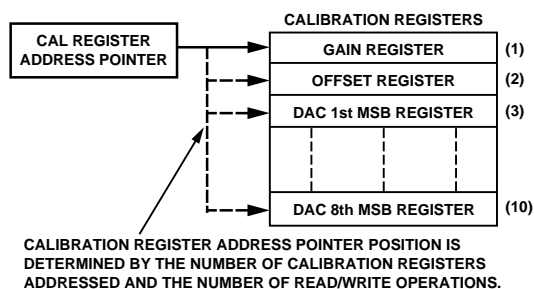 CALIBRATION REGISTERS
CAL REGISTER
ADDRESS POINTER
GAIN REGISTER (1)
OFFSET REGISTER (2)
DAC 1st MSB REGISTER (3)
DAC 8th MSB REGISTER (10)
CALIBRATION REGISTER ADDRESS POINTER POSITION IS
DETERMINED BY THE NUMBER OF CALIBRATION REGISTERS
ADDRESSED AND THE NUMBER OF READ/WRITE OPERATIONS.